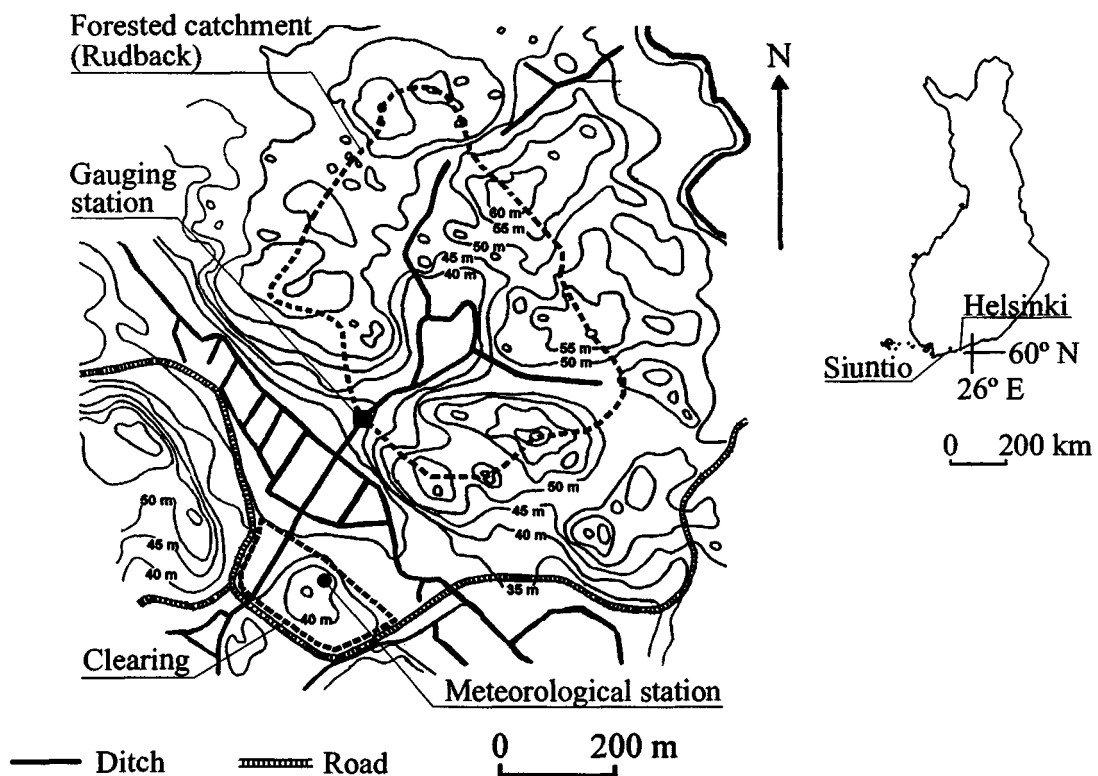 Forested catchment
(Rudback)
Gauging
station
N
60 m
55 m
50 m
45 m
40 m
55 m
50 m
50 m
45 m
40 m
50 m
45 m
40 m
35 m
40 m
Clearing
Meteorological station
Helsinki
Siuntio
60° N
26° E
0 200 km
Ditch
Road
0 200 m